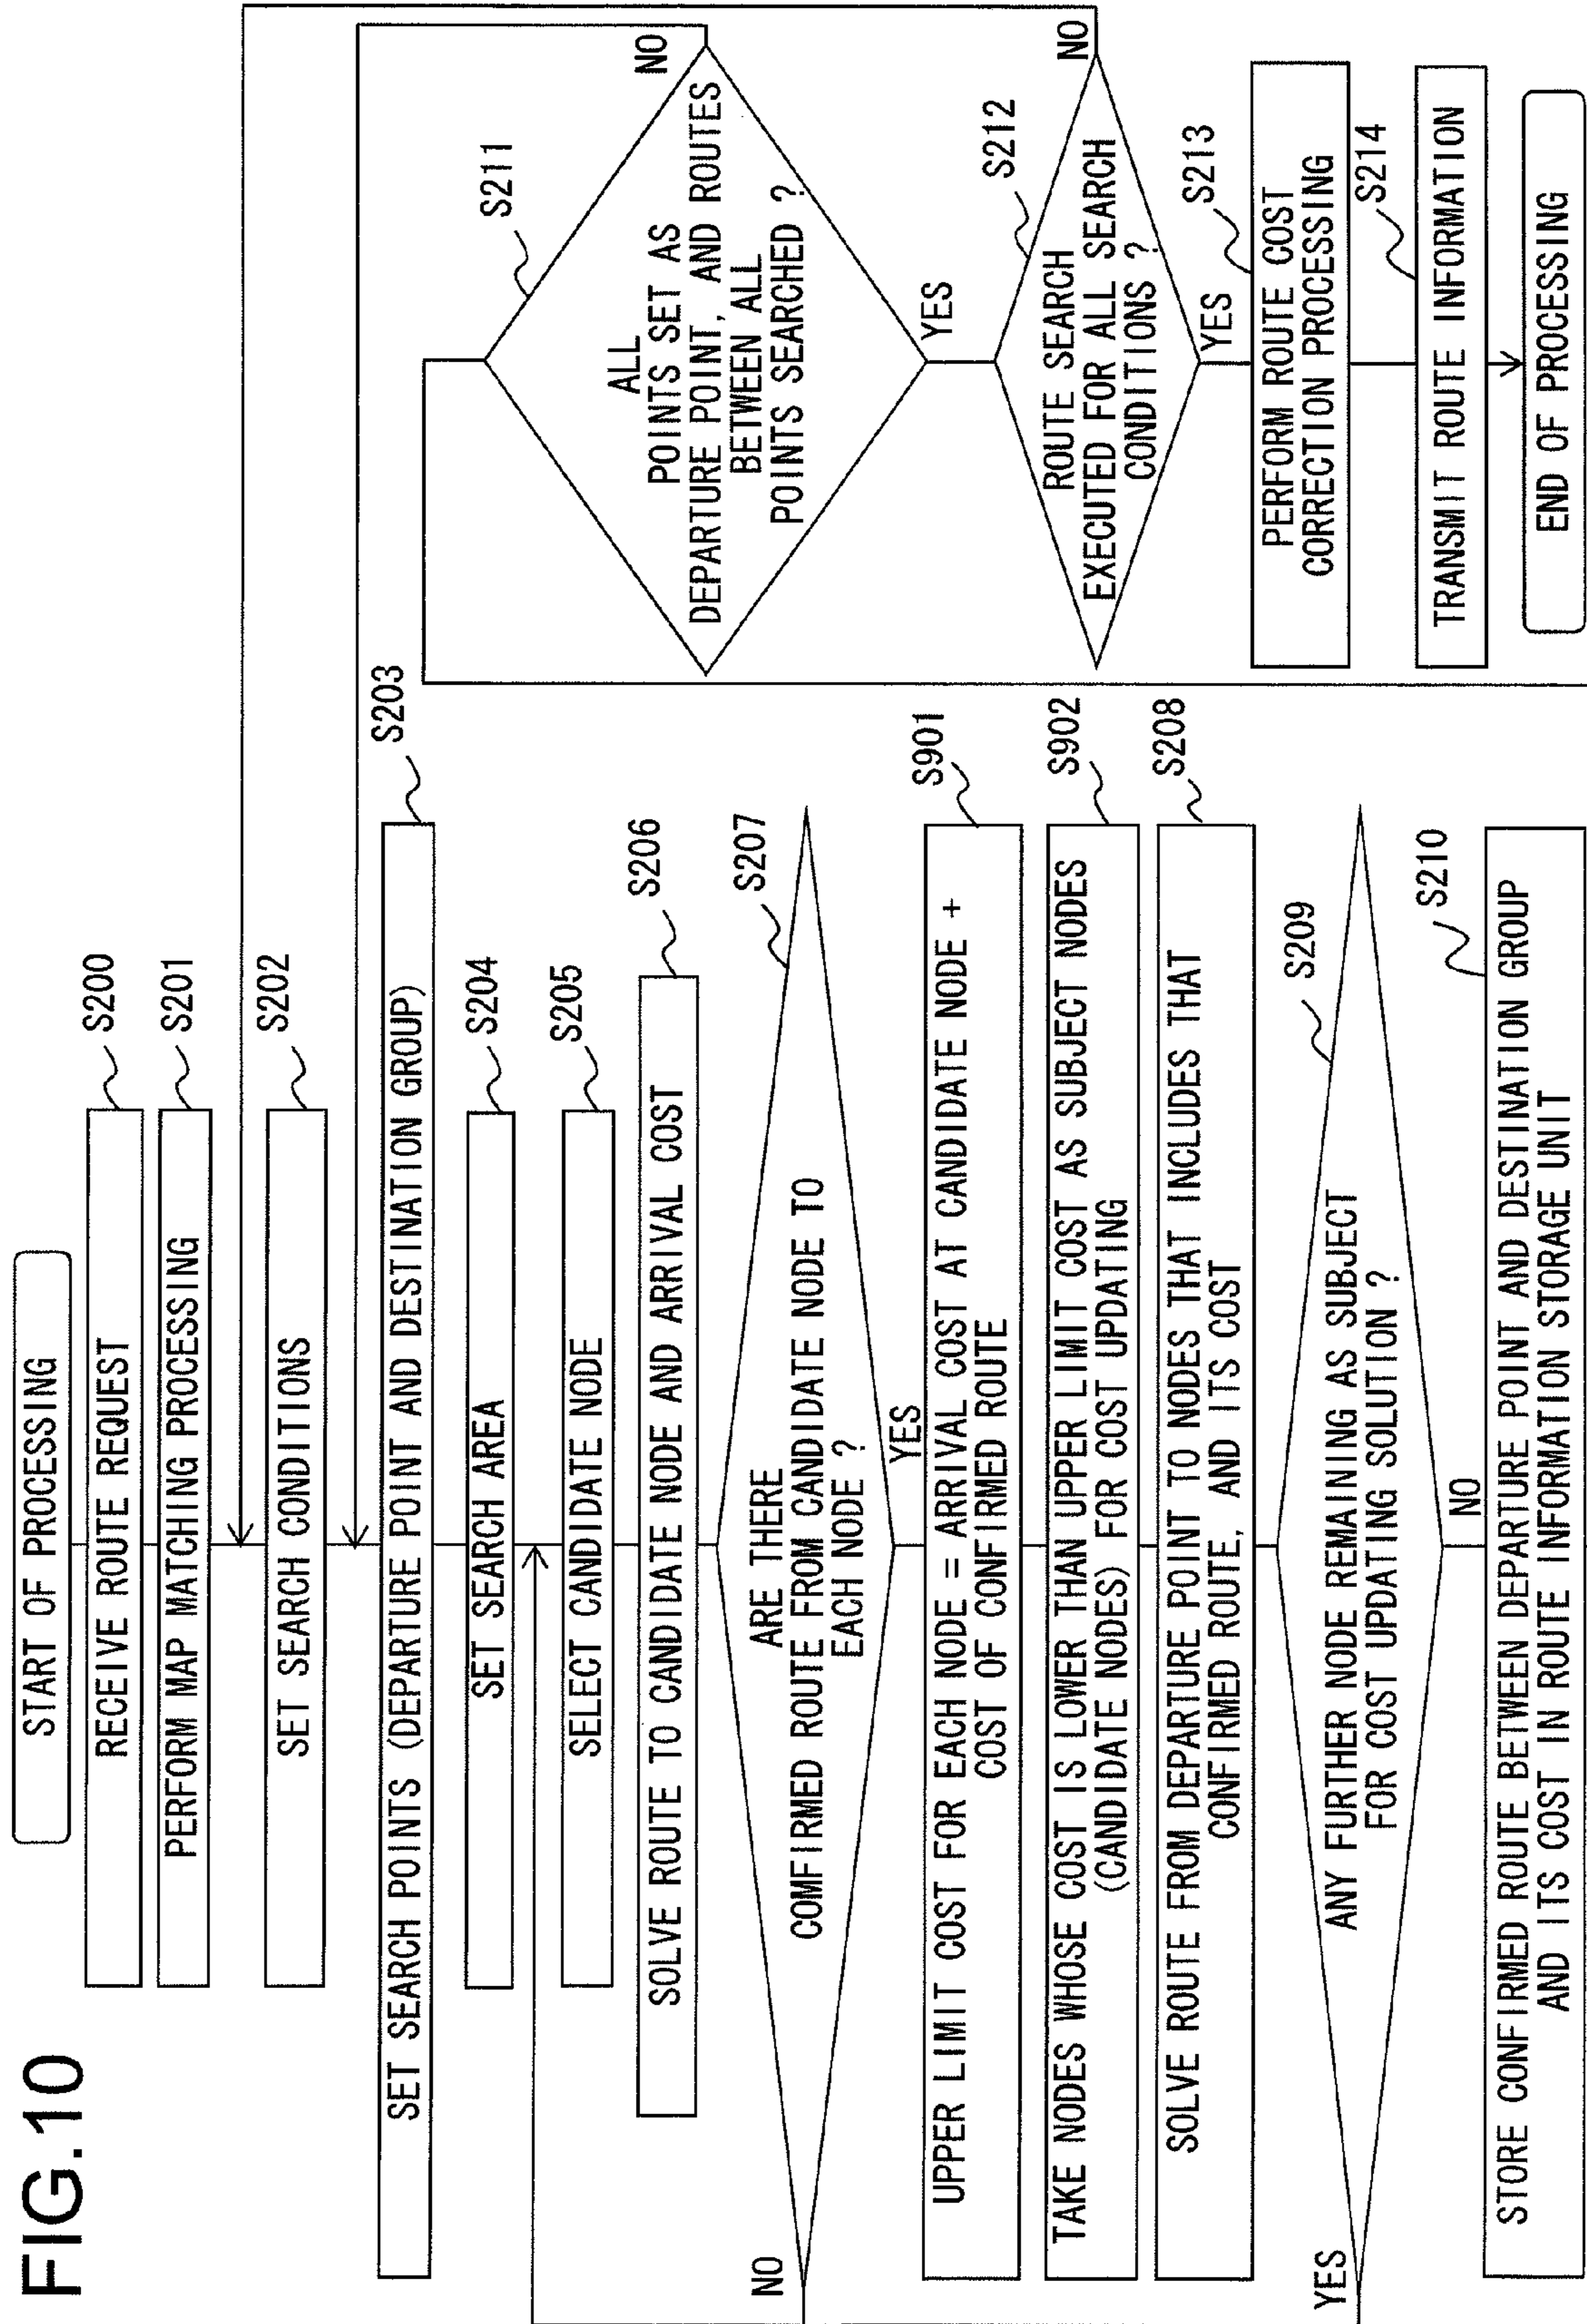 FIG.10
START OF PROCESSING
RECEIVE ROUTE REQUEST
S200
PERFORM MAP MATCHING PROCESSING
S201
SET SEARCH CONDITIONS
S202
SET SEARCH POINTS (DEPARTURE POINT AND DESTINATION GROUP)
S203
SET SEARCH AREA
S204
SELECT CANDIDATE NODE
S205
SOLVE ROUTE TO CANDIDATE NODE AND ARRIVAL COST
S206
ARE THERE
COMFIRMED ROUTE FROM CANDIDATE NODE TO
EACH NODE ?
S207
NO
YES
UPPER LIMIT COST FOR EACH NODE = ARRIVAL COST AT CANDIDATE NODE +
COST OF CONFIRMED ROUTE
S901
TAKE NODES WHOSE COST IS LOWER THAN UPPER LIMIT COST AS SUBJECT NODES
(CANDIDATE NODES) FOR COST UPDATING
S902
SOLVE ROUTE FROM DEPARTURE POINT TO NODES THAT INCLUDES THAT
CONFIRMED ROUTE, AND ITS COST
S208
ANY FURTHER NODE REMAINING AS SUBJECT
FOR COST UPDATING SOLUTION ?
S209
YES
NO
STORE CONFIRMED ROUTE BETWEEN DEPARTURE POINT AND DESTINATION GROUP
AND ITS COST IN ROUTE INFORMATION STORAGE UNIT
S210
ALL
POINTS SET AS
DEPARTURE POINT, AND ROUTES
BETWEEN ALL
POINTS SEARCHED ?
S211
NO
YES
ROUTE SEARCH
EXECUTED FOR ALL SEARCH
CONDITIONS ?
S212
NO
YES
PERFORM ROUTE COST
CORRECTION PROCESSING
S213
TRANSMIT ROUTE INFORMATION
S214
END OF PROCESSING